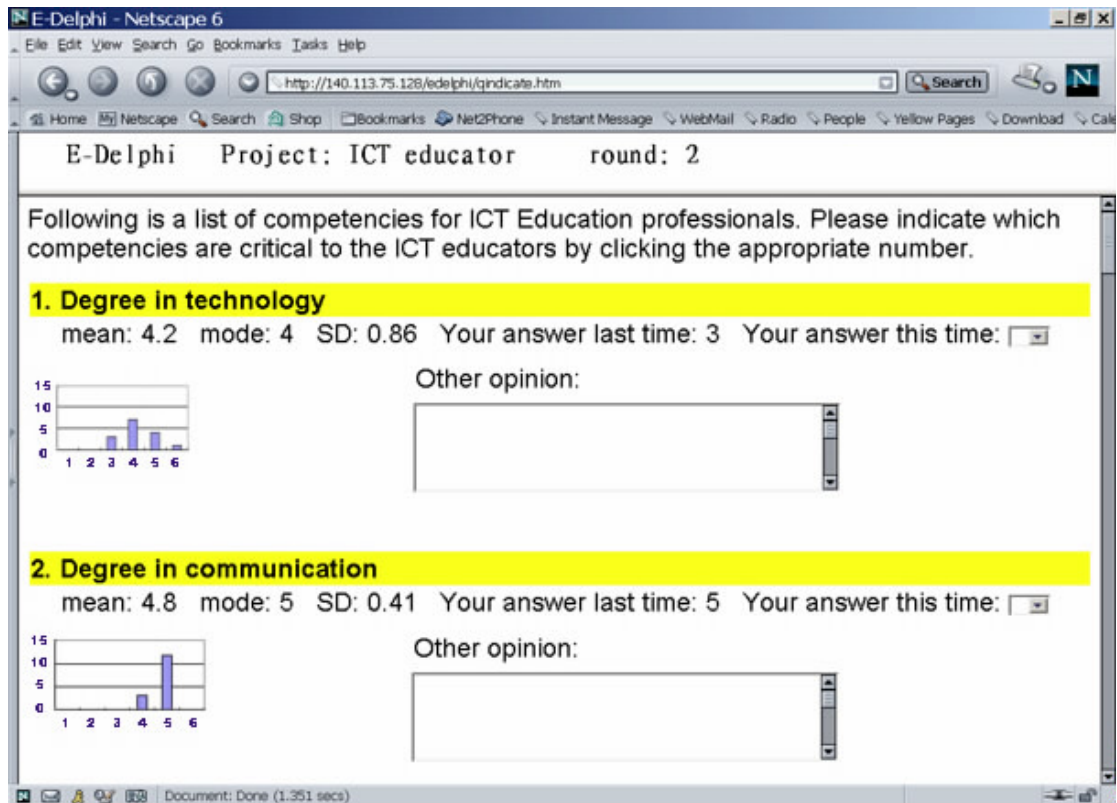 E-Delphi - Netscape 6
File Edit View Search Go Bookmarks Tasks Help
http://140.113.75.128/edelphi/qindicate.htm Search N
Home My Netscape Search Shop Bookmarks Net2Phone Instant Message WebMail Radio People Yellow Pages Download Cale
E-Delphi Project: ICT educator round: 2
Following is a list of competencies for ICT Education professionals. Please indicate which
competencies are critical to the ICT educators by clicking the appropriate number.
1. Degree in technology
mean: 4.2 mode: 4 SD: 0.86 Your answer last time: 3 Your answer this time:
Other opinion:
15
10
5
0
1 2 3 4 5 6
2. Degree in communication
mean: 4.8 mode: 5 SD: 0.41 Your answer last time: 5 Your answer this time:
Other opinion:
15
10
5
0
1 2 3 4 5 6
Document: Done (1.351 secs)